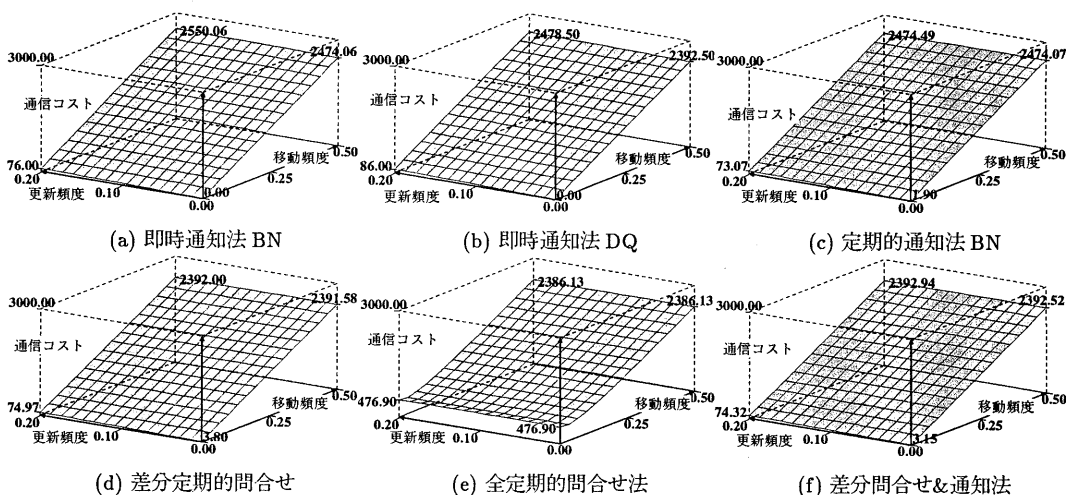 2550.06
2474.06
3000.00
通信コスト
移動頻度
0.50
0.25
76.00
0.20
更新頻度
0.10
0.00
0.00
(a) 即時通知法 BN
2478.50
2392.50
3000.00
通信コスト
移動頻度
0.50
0.25
86.00
0.20
更新頻度
0.10
0.00
0.00
(b) 即時通知法 DQ
2474.49
2474.07
3000.00
通信コスト
移動頻度
0.50
0.25
73.07
0.20
更新頻度
0.10
1.90
0.00
(c) 定期的通知法 BN
2392.00
2391.58
3000.00
通信コスト
移動頻度
0.50
0.25
74.97
0.20
更新頻度
0.10
3.80
0.00
(d) 差分定期的問合せ
2386.13
2386.13
3000.00
通信コスト
移動頻度
0.50
0.25
476.90
0.20
更新頻度
0.10
476.90
0.00
(e) 全定期的問合せ法
2392.94
2392.52
3000.00
通信コスト
移動頻度
0.50
0.25
74.32
0.20
更新頻度
0.10
3.15
0.00
(f) 差分問合せ&通知法